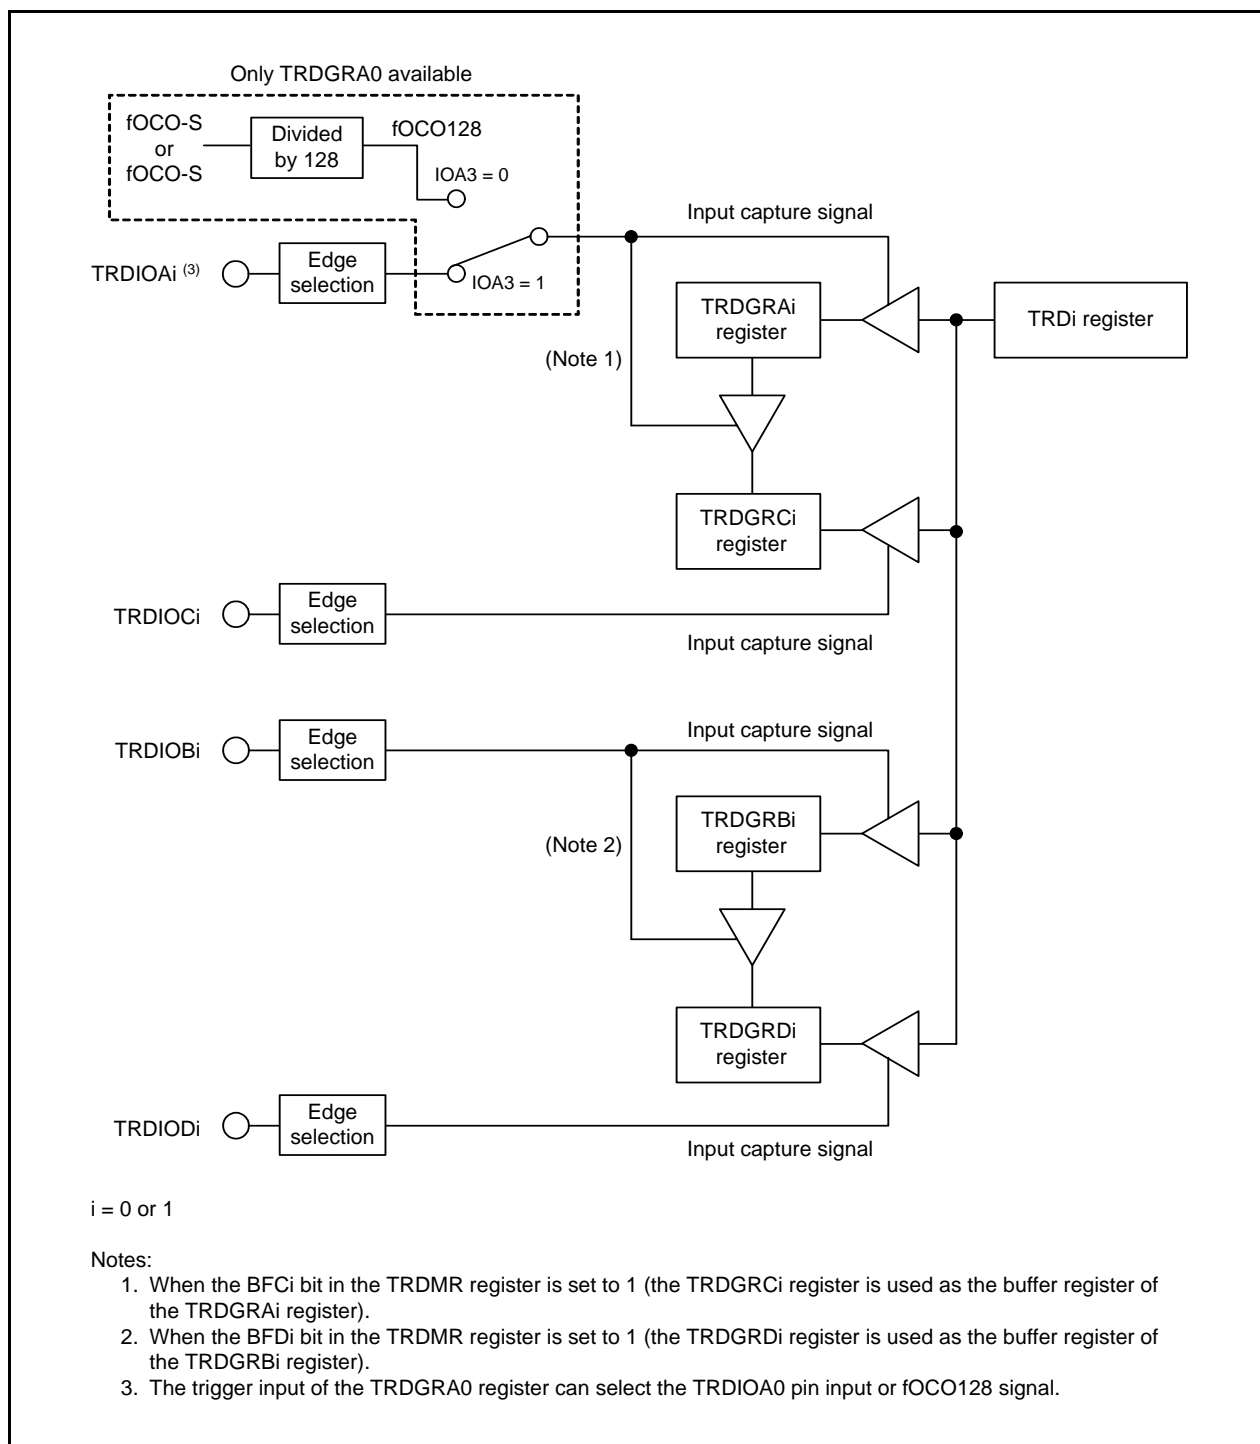 Only TRDGRA0 available
fOCO-S
or
fOCO-S
Divided
by 128
fOCO128
IOA3 = 0
Input capture signal
TRDIOAi (3)
Edge
selection
IOA3 = 1
TRDGRAi
register
TRDi register
(Note 1)
TRDGRCi
register
TRDIOCi
Edge
selection
Input capture signal
TRDIOBi
Edge
selection
Input capture signal
TRDGRBi
register
(Note 2)
TRDGRDi
register
TRDIODi
Edge
selection
Input capture signal
i = 0 or 1
Notes:
1. When the BFCi bit in the TRDMR register is set to 1 (the TRDGRCi register is used as the buffer register of
the TRDGRAi register).
2. When the BFDi bit in the TRDMR register is set to 1 (the TRDGRDi register is used as the buffer register of
the TRDGRBi register).
3. The trigger input of the TRDGRA0 register can select the TRDIOA0 pin input or fOCO128 signal.